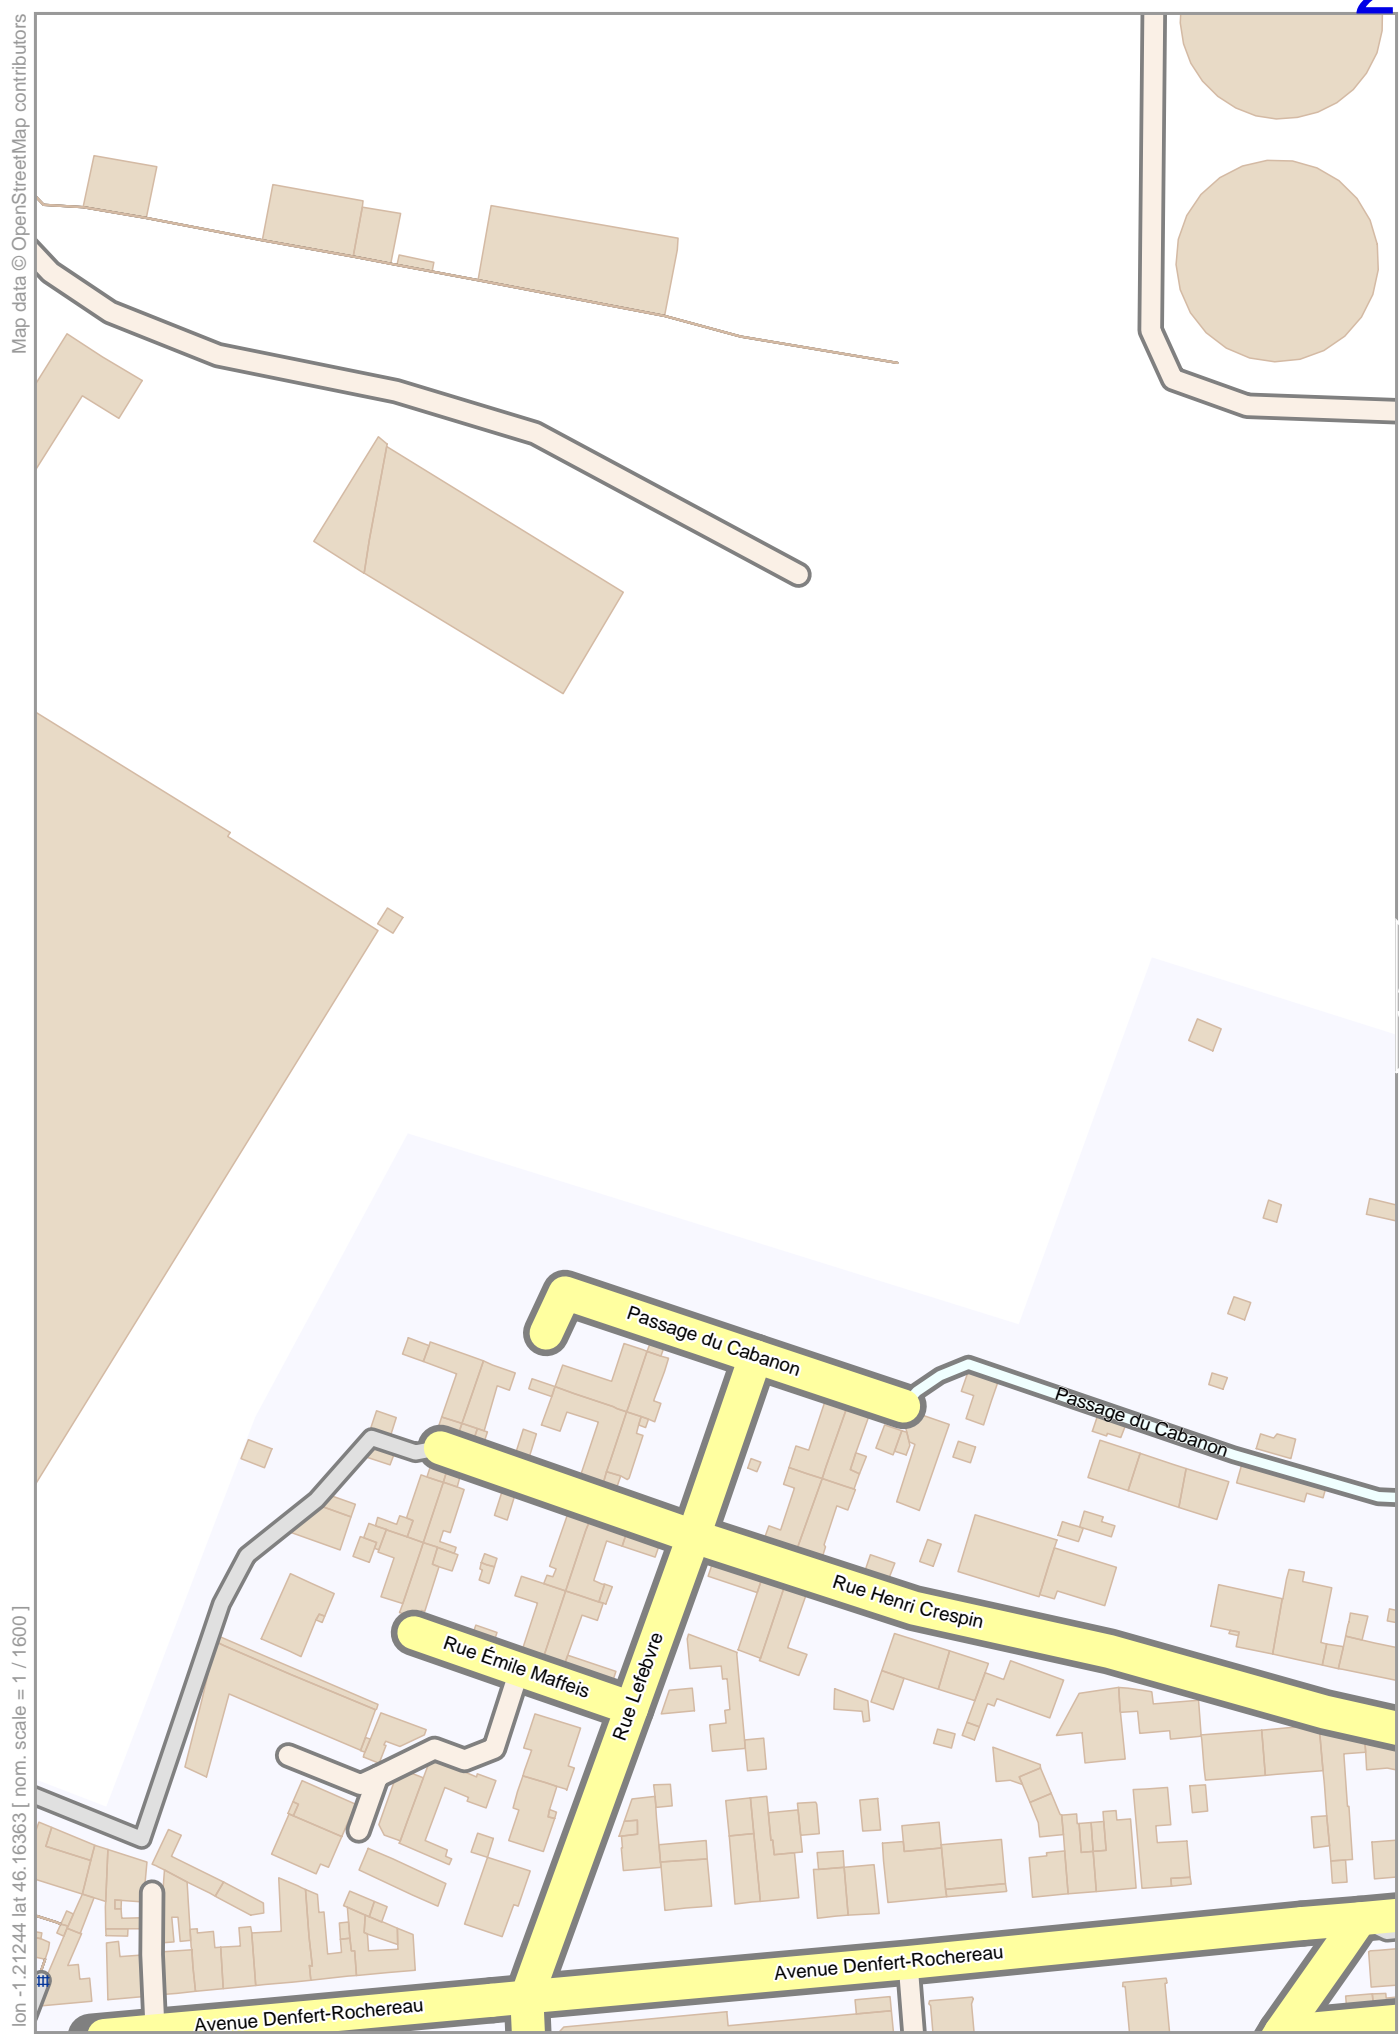 Map data © OpenStreetMap contributors
Passage du Cabanon
Passage du Cabanon
Rue Henri Crespin
Rue Émile Maffeis
Rue Lefebvre
Avenue Denfert-Rochereau
Avenue Denfert-Rochereau
lon -1.21244 lat 46.16363 [ nom. scale = 1 / 1600 ]